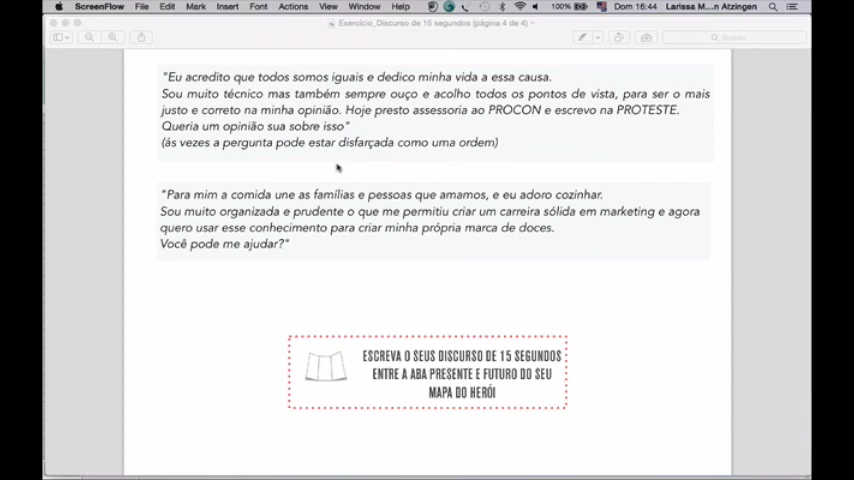 ScreenFlow File Edit Mark Insert Font Actions View Window Help 100% Dom 16:44 Larissa M...n Atzingen
Exercício_Discurso de 15 segundos (página 4 de 4)
Buscar
"Eu acredito que todos somos iguais e dedico minha vida a essa causa.
Sou muito técnico mas também sempre ouço e acolho todos os pontos de vista, para ser o mais
justo e correto na minha opinião. Hoje presto assessoria ao PROCON e escrevo na PROTESTE.
Queria um opinião sua sobre isso"
(ás vezes a pergunta pode estar disfarçada como uma ordem)
"Para mim a comida une as famílias e pessoas que amamos, e eu adoro cozinhar.
Sou muito organizada e prudente o que me permitiu criar um carreira sólida em marketing e agora
quero usar esse conhecimento para criar minha própria marca de doces.
Você pode me ajudar?"
ESCREVA O SEUS DISCURSO DE 15 SEGUNDOS
ENTRE A ABA PRESENTE E FUTURO DO SEU
MAPA DO HERÓI